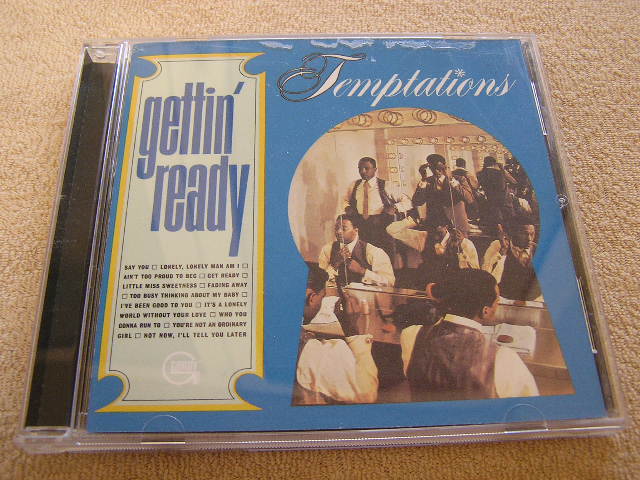 Temptations
gettin'
ready
SAY YOU □ LONELY, LONELY MAN AM I □
AIN'T TOO PROUD TO BEG □ GET READY □
LITTLE MISS SWEETNESS □ FADING AWAY
□ TOO BUSY THINKING ABOUT MY BABY □
I'VE BEEN GOOD TO YOU □ IT'S A LONELY
WORLD WITHOUT YOUR LOVE □ WHO YOU
GONNA RUN TO □ YOU'RE NOT AN ORDINARY
GIRL □ NOT NOW, I'LL TELL YOU LATER